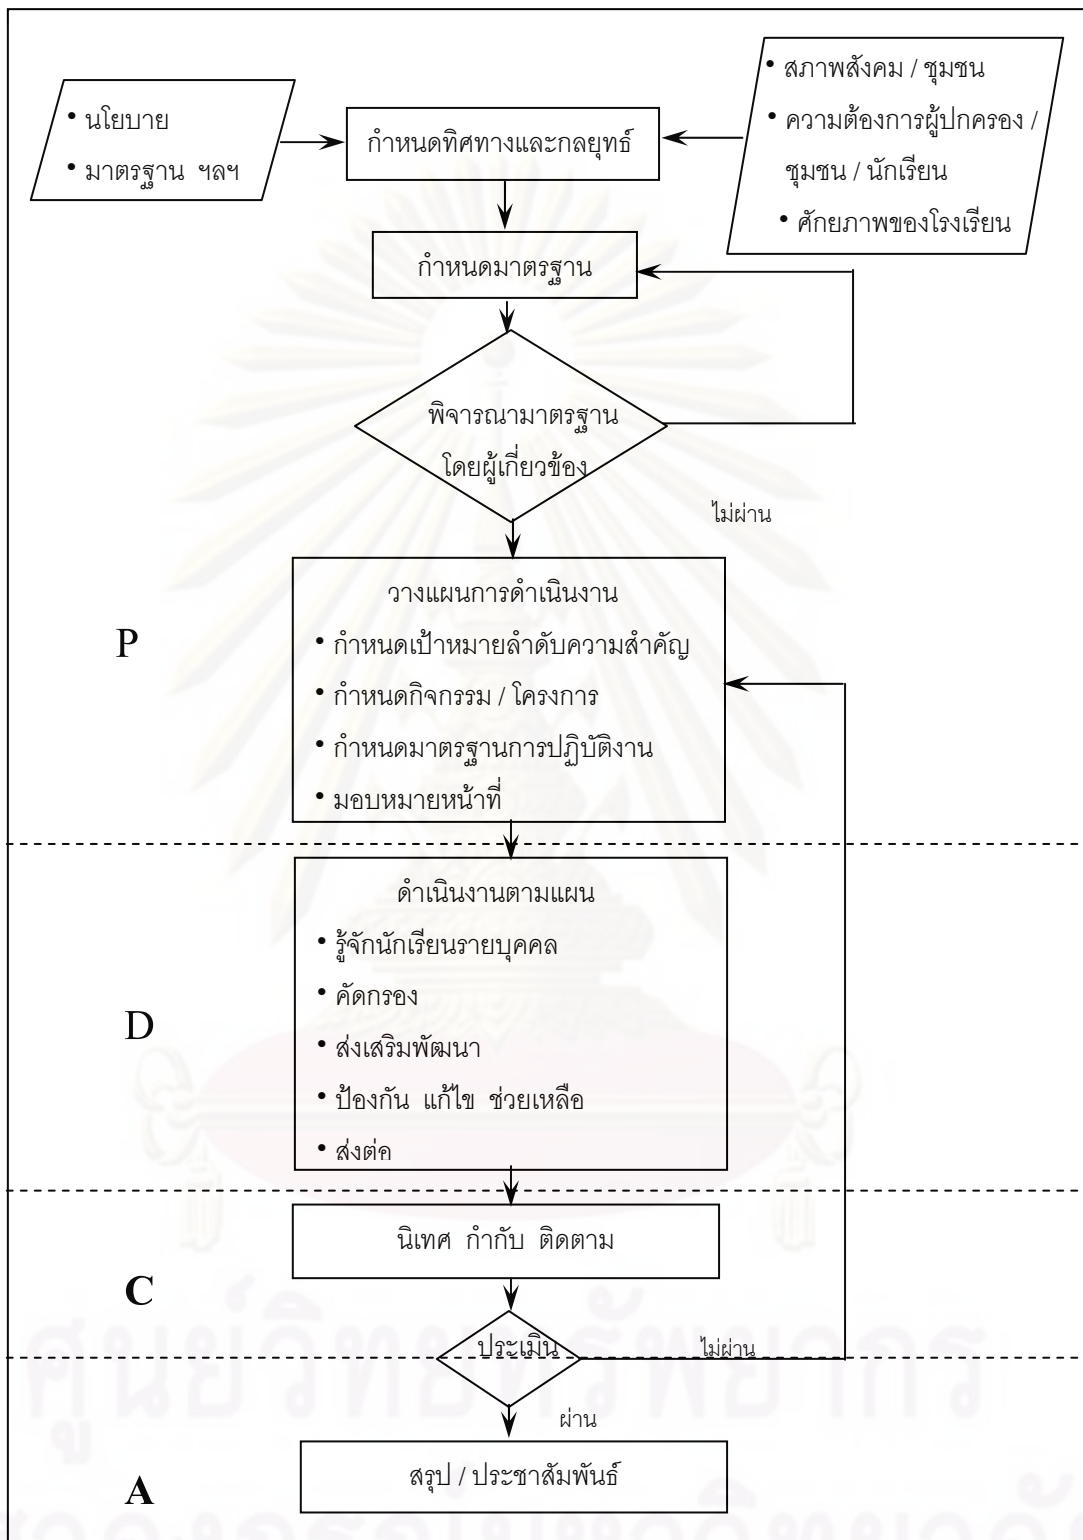 • นโยบาย
• มาตรฐาน ฯลฯ
กำหนดทิศทางและกลยุทธ์
• สภาพสังคม / ชุมชน
• ความต้องการผู้ปกครอง /
ชุมชน / นักเรียน
• ศักยภาพของโรงเรียน
กำหนดมาตรฐาน
พิจารณามาตรฐาน
โดยผู้เกี่ยวข้อง
ไม่ผ่าน
P
วางแผนการดำเนินงาน
• กำหนดเป้าหมายลำดับความสำคัญ
• กำหนดกิจกรรม / โครงการ
• กำหนดมาตรฐานการปฏิบัติงาน
• มอบหมายหน้าที่
D
ดำเนินงานตามแผน
• รู้จักนักเรียนรายบุคคล
• คัดกรอง
• ส่งเสริมพัฒนา
• ป้องกัน แก้ไข ช่วยเหลือ
• ส่งต่อ
C
นิเทศ กำกับ ติดตาม
ประเมิน
ไม่ผ่าน
ผ่าน
A
สรุป / ประชาสัมพันธ์
ศูนย์วิทยทรัพยากร